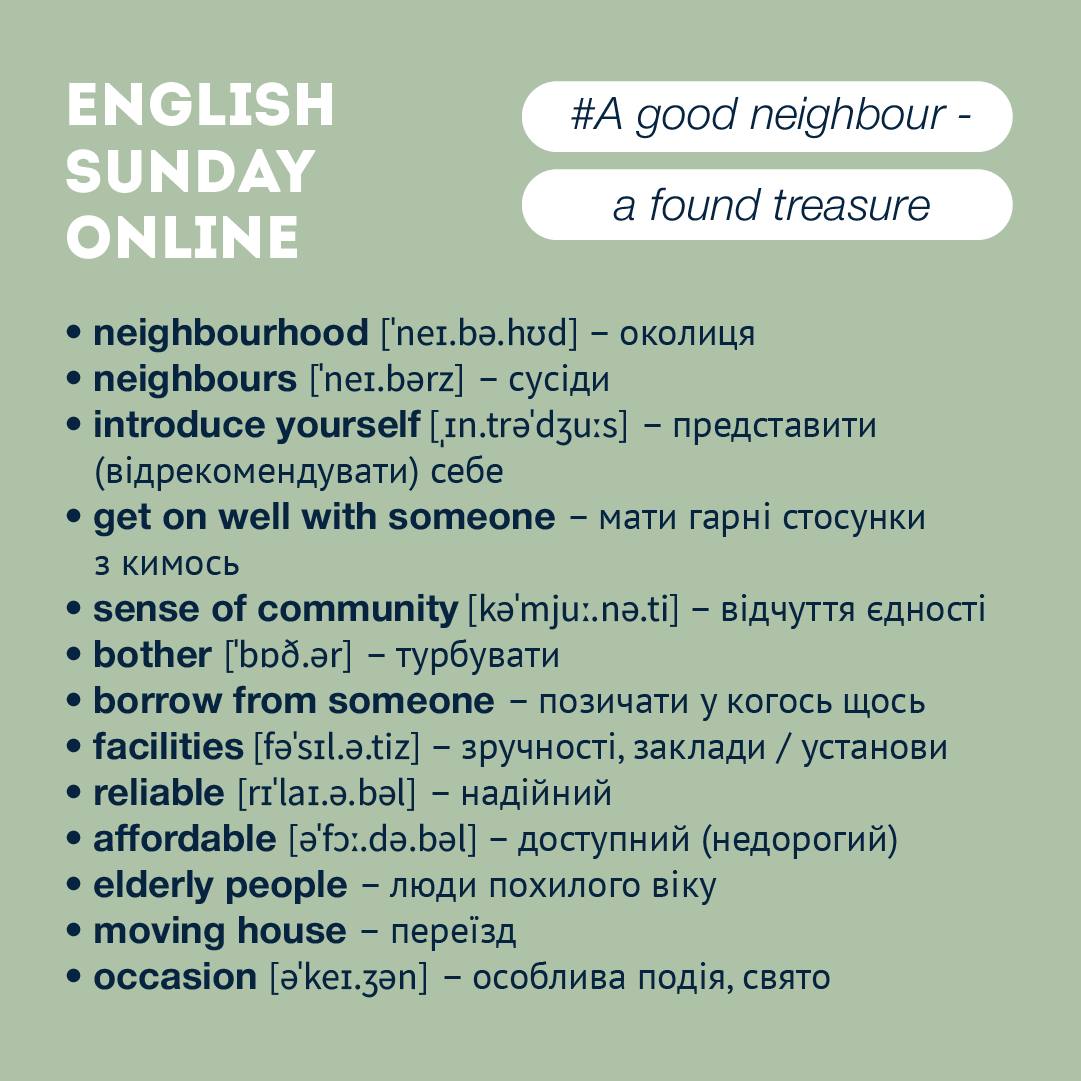 ENGLISH
SUNDAY
ONLINE
#A good neighbour -
a found treasure
• neighbourhood [ˈneɪ.bə.hʊd] – околиця
• neighbours [ˈneɪ.bərz] – сусіди
• introduce yourself [ˌɪn.trəˈdʒuːs] – представити
(відрекомендувати) себе
• get on well with someone – мати гарні стосунки
з кимось
• sense of community [kəˈmjuː.nə.ti] – відчуття єдності
• bother [ˈbɒð.ər] – турбувати
• borrow from someone – позичати у когось щось
• facilities [fəˈsɪl.ə.tiz] – зручності, заклади / установи
• reliable [rɪˈlaɪ.ə.bəl] – надійний
• affordable [əˈfɔː.də.bəl] – доступний (недорогий)
• elderly people – люди похилого віку
• moving house – переїзд
• occasion [əˈkeɪ.ʒən] – особлива подія, свято